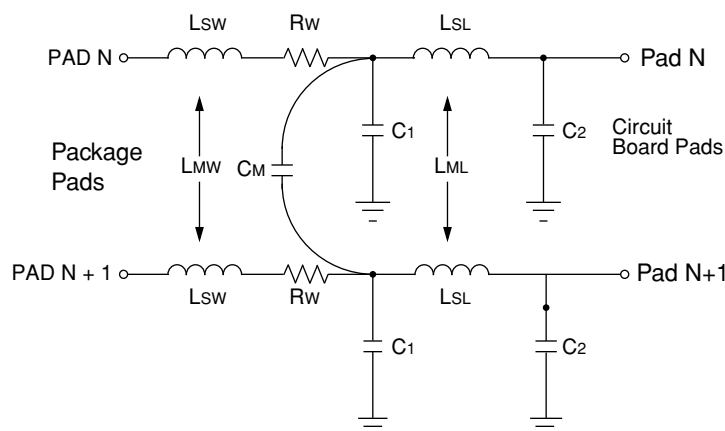 LSW RW LSL
PAD N Pad N
Package
Pads
LMW CM C1 LML C2 Circuit
Board Pads
PAD N + 1 Pad N+1
LSW RW LSL
C1 C2